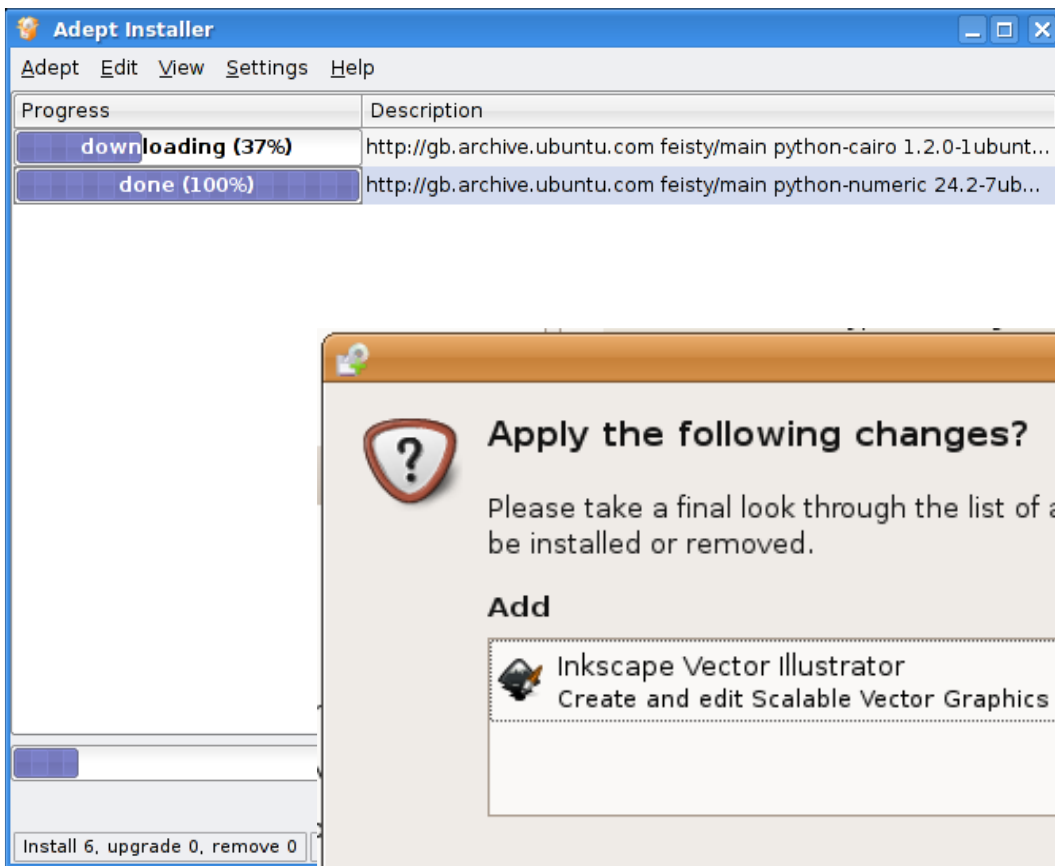 Adept Installer
Adept Edit View Settings Help
Progress Description
downloading (37%) http://gb.archive.ubuntu.com feisty/main python-cairo 1.2.0-1ubunt...
done (100%) http://gb.archive.ubuntu.com feisty/main python-numeric 24.2-7ub...
Apply the following changes?
Please take a final look through the list of
be installed or removed.
Add
Inkscape Vector Illustrator
Create and edit Scalable Vector Graphics
Install 6, upgrade 0, remove 0